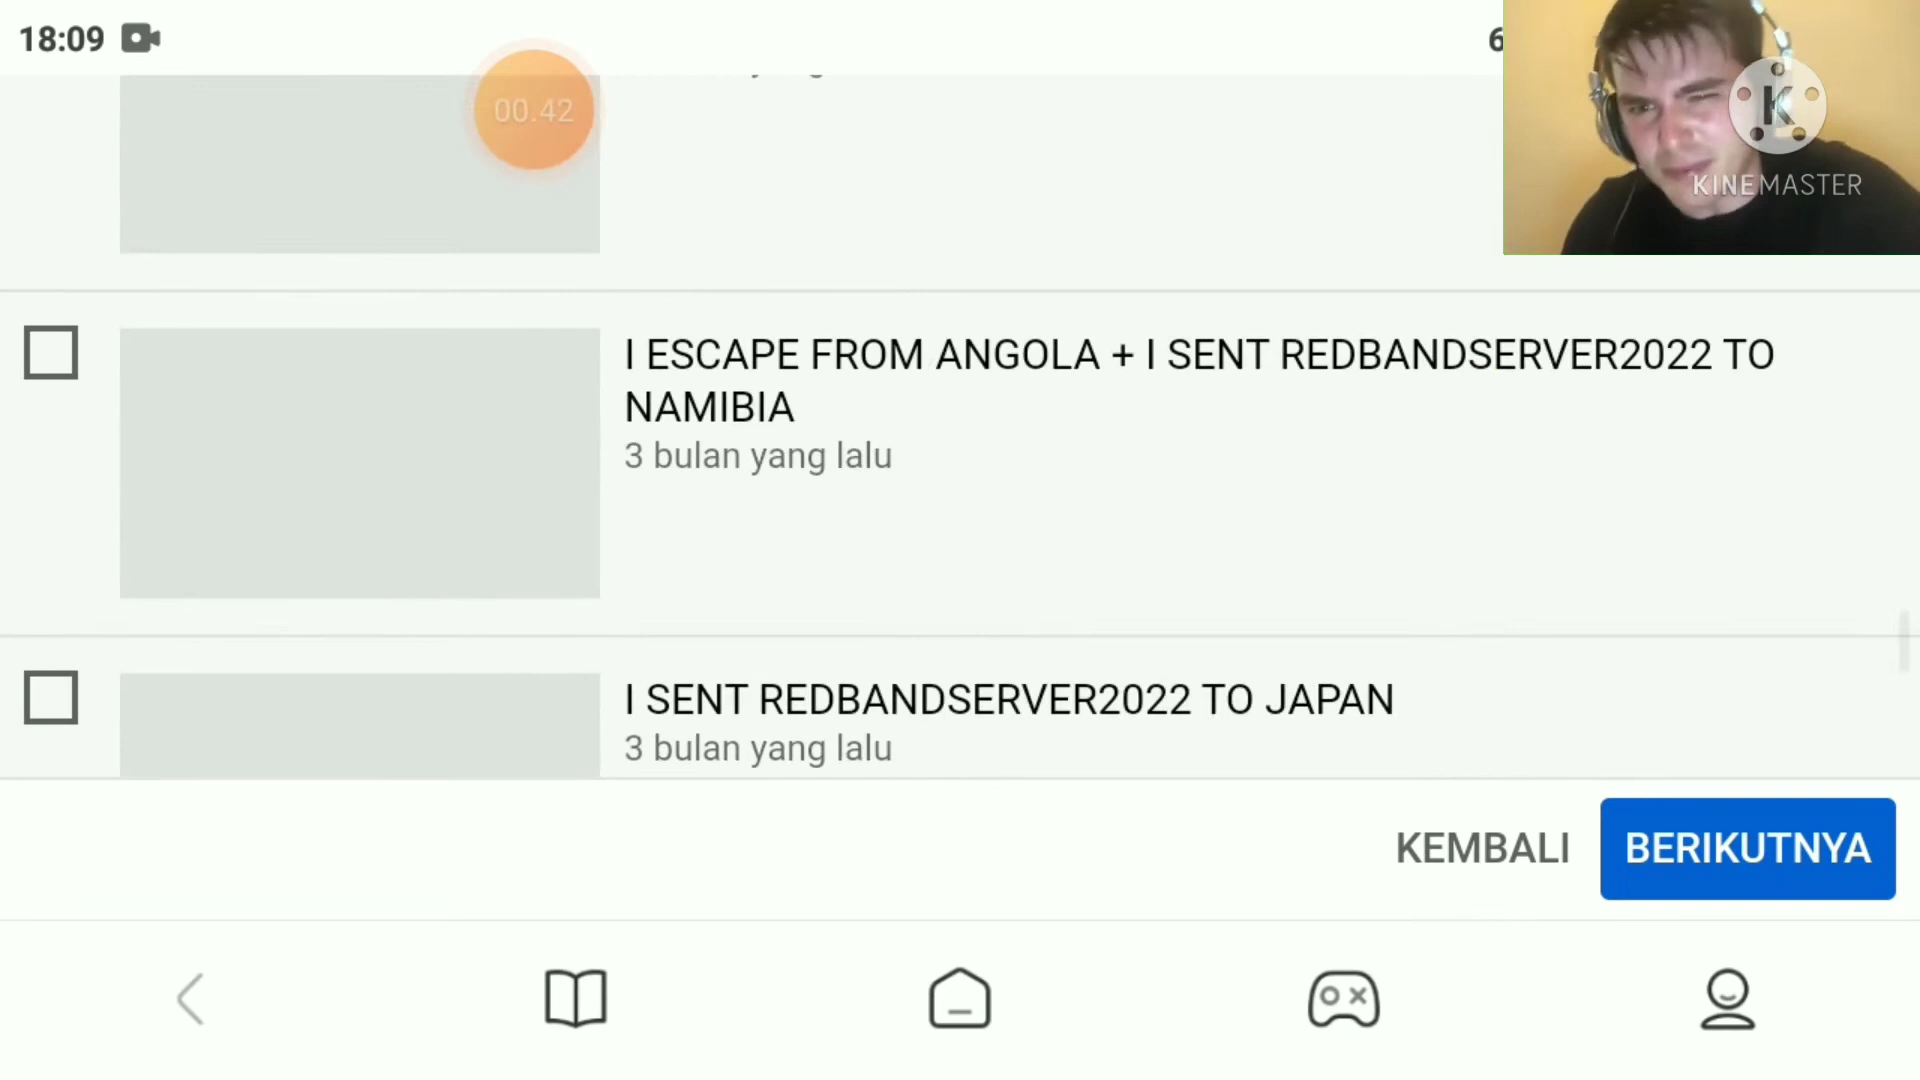 18:09
00.42
6
KINEMASTER
I ESCAPE FROM ANGOLA + I SENT REDBANDSERVER2022 TO
NAMIBIA
3 bulan yang lalu
I SENT REDBANDSERVER2022 TO JAPAN
3 bulan yang lalu
KEMBALI
BERIKUTNYA